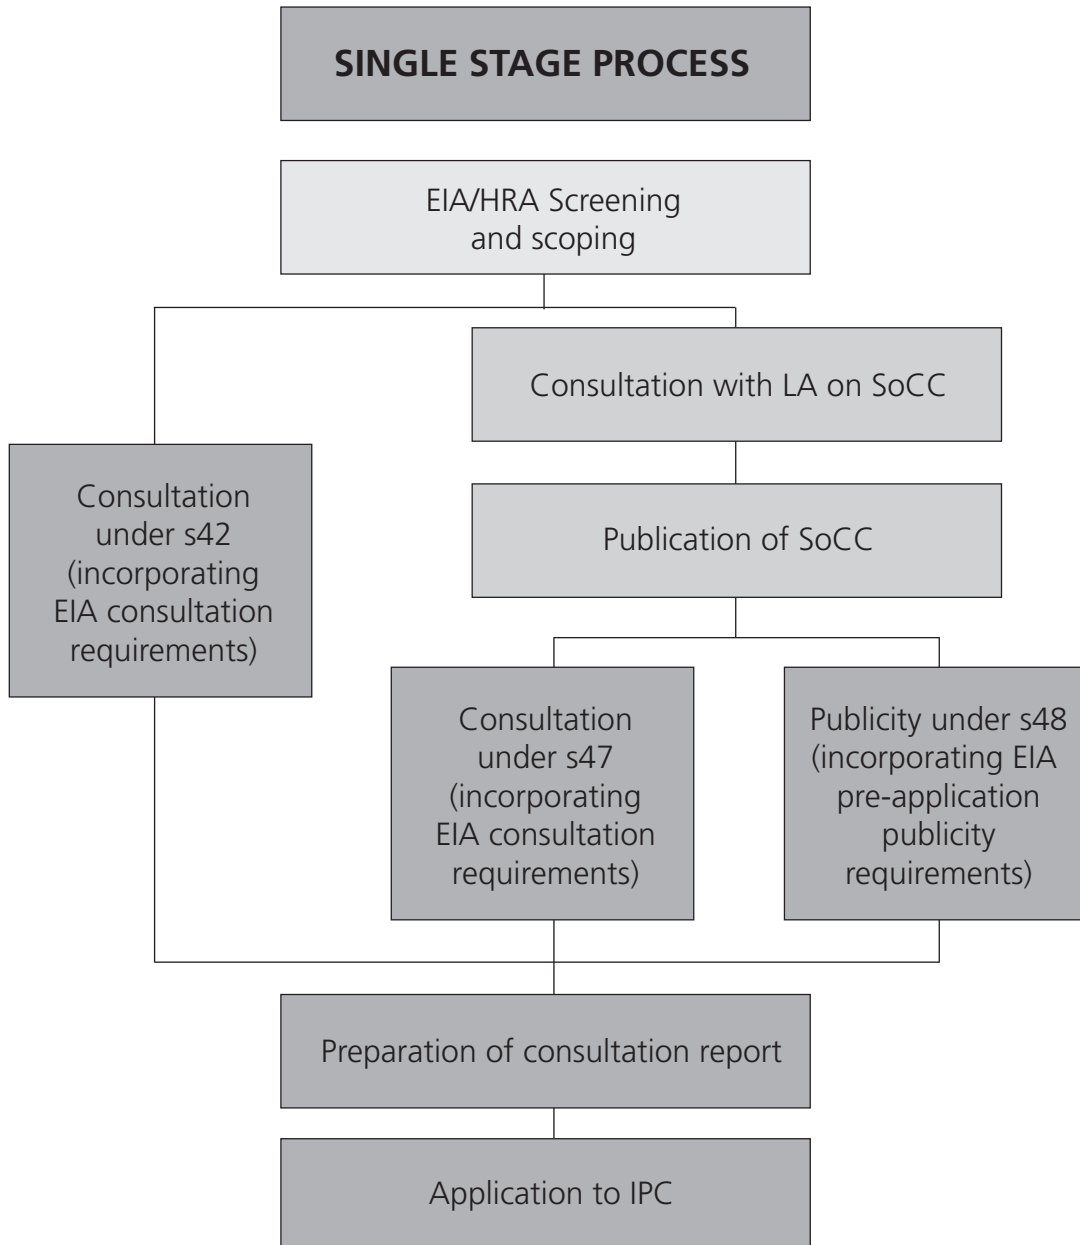 SINGLE STAGE PROCESS
EIA/HRA Screening
and scoping
Consultation with LA on SoCC
Consultation
under s42
(incorporating
EIA consultation
requirements)
Publication of SoCC
Consultation
under s47
(incorporating
EIA consultation
requirements)
Publicity under s48
(incorporating EIA
pre-application
publicity
requirements)
Preparation of consultation report
Application to IPC